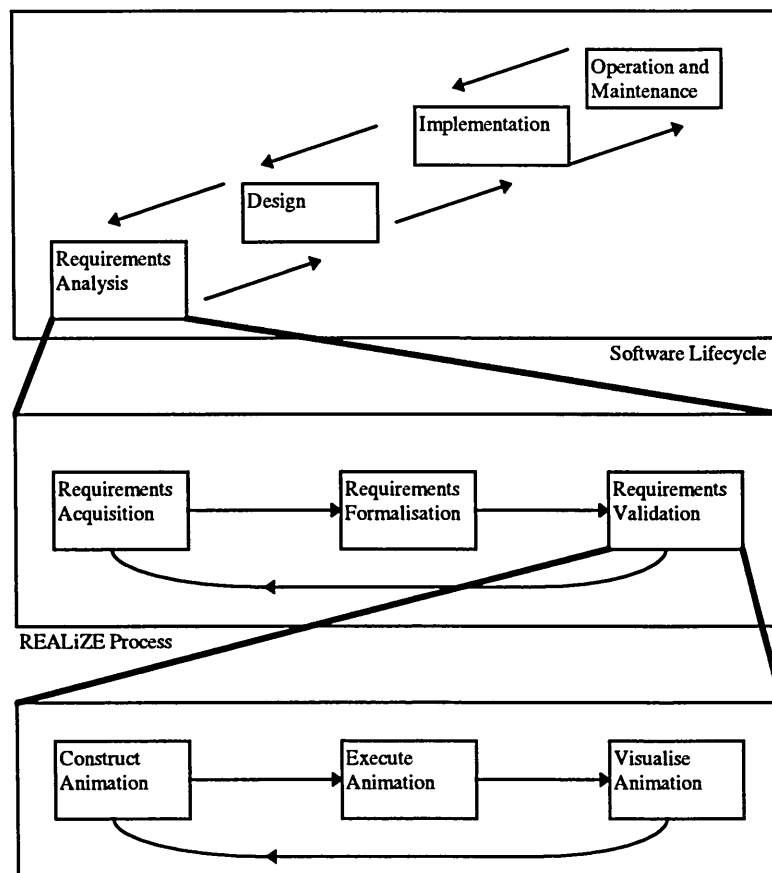 Operation and
Maintenance
Implementation
Design
Requirements
Analysis
Software Lifecycle
Requirements
Acquisition
Requirements
Formalisation
Requirements
Validation
REALiZE Process
Construct
Animation
Execute
Animation
Visualise
Animation